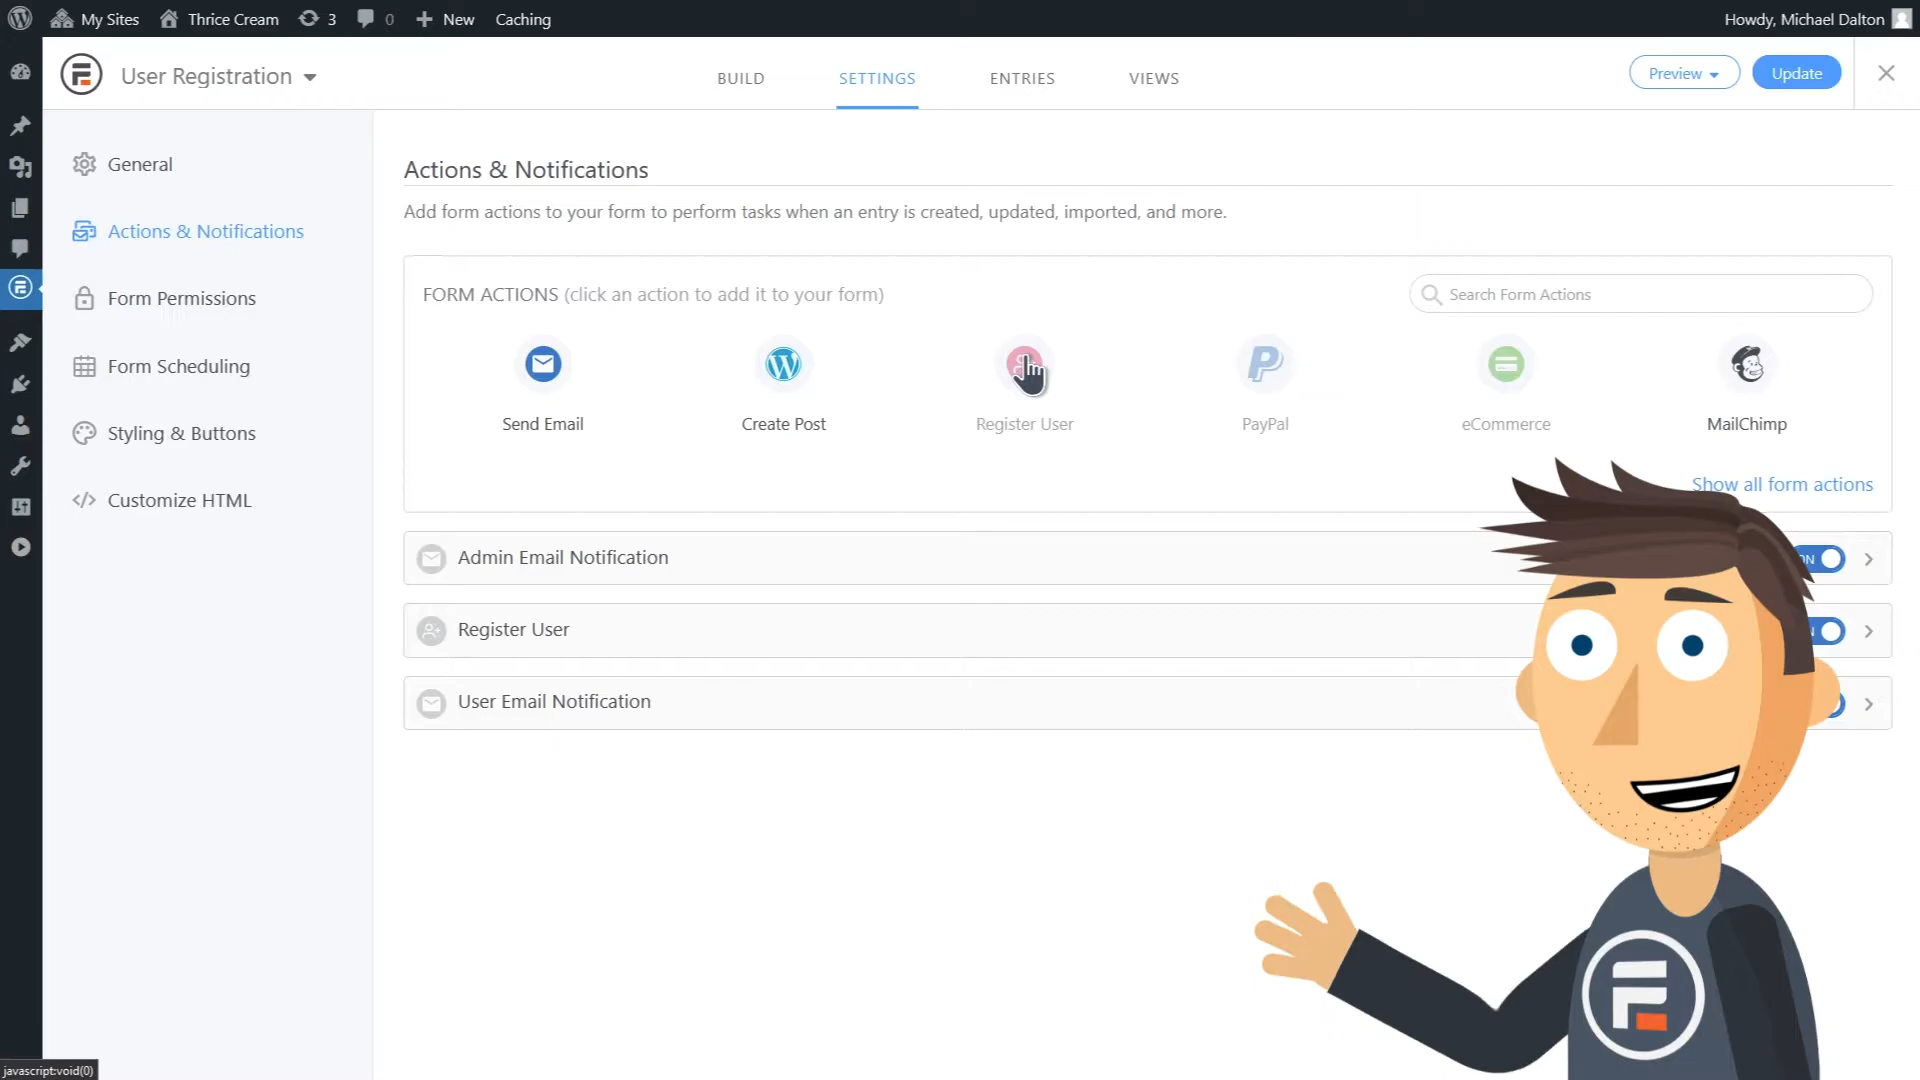 My Sites
Thrice Cream
3
0
New
Caching
Howdy, Michael Dalton
User Registration
BUILD
SETTINGS
ENTRIES
VIEWS
Preview
Update
General
Actions & Notifications
Form Permissions
Form Scheduling
Styling & Buttons
Customize HTML
Actions & Notifications
Add form actions to your form to perform tasks when an entry is created, updated, imported, and more.
FORM ACTIONS (click an action to add it to your form)
Search Form Actions
Send Email
Create Post
Register User
PayPal
eCommerce
MailChimp
Show all form actions
Admin Email Notification
ON
Register User
User Email Notification
javascript:void(0)